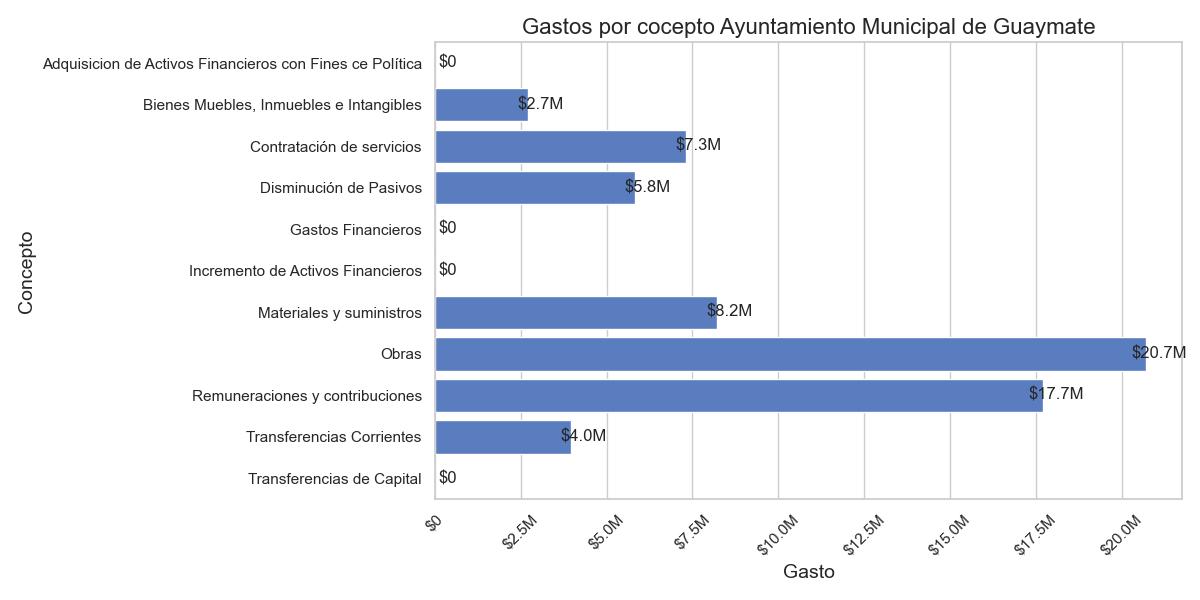 Gastos por cocepto Ayuntamiento Municipal de Guaymate
Concepto
Adquisicion de Activos Financieros con Fines ce Política $0
Bienes Muebles, Inmuebles e Intangibles $2.7M
Contratación de servicios $7.3M
Disminución de Pasivos $5.8M
Gastos Financieros $0
Incremento de Activos Financieros $0
Materiales y suministros $8.2M
Obras $20.7M
Remuneraciones y contribuciones $17.7M
Transferencias Corrientes $4.0M
Transferencias de Capital $0
$0 $2.5M $5.0M $7.5M $10.0M $12.5M $15.0M $17.5M $20.0M
Gasto